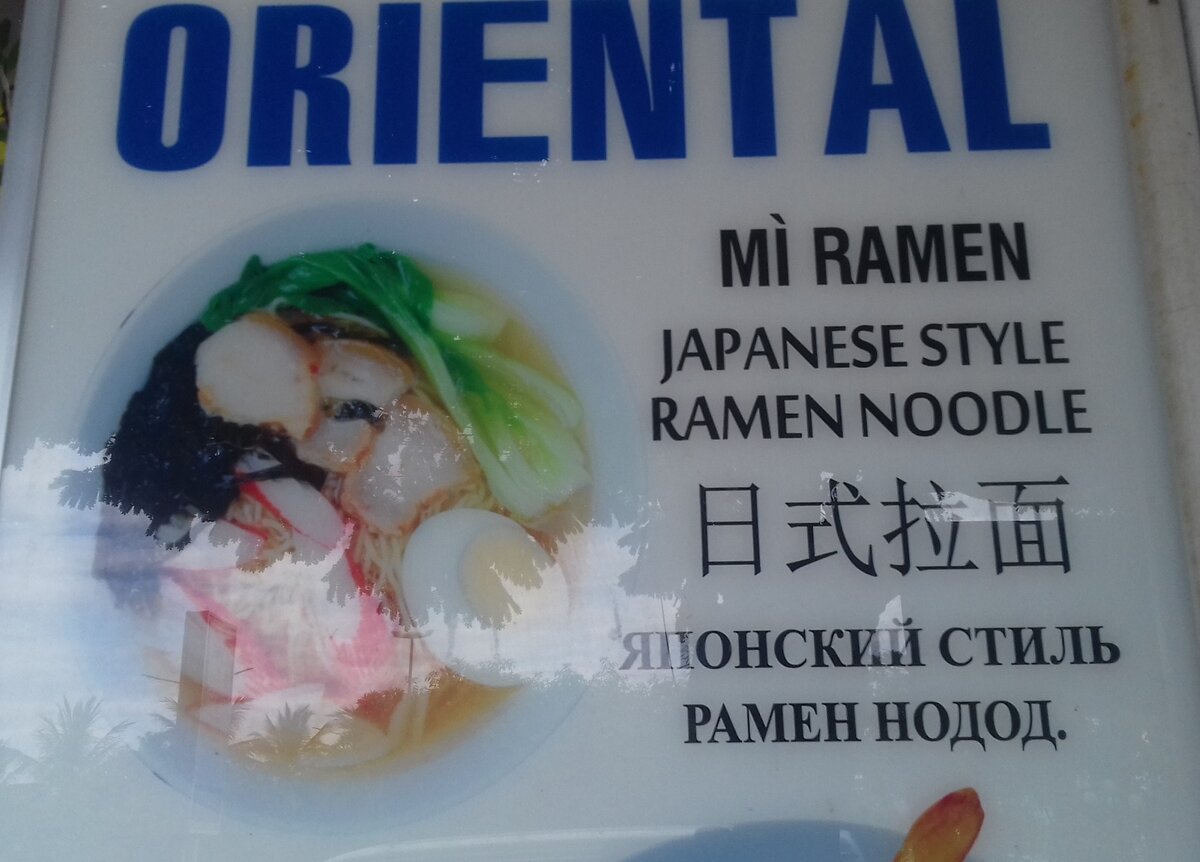 ORIENTAL
MÌ RAMEN
JAPANESE STYLE
RAMEN NOODLE
日式拉面
ЯПОНСКИЙ СТИЛЬ
РАМЕН НОДОД.